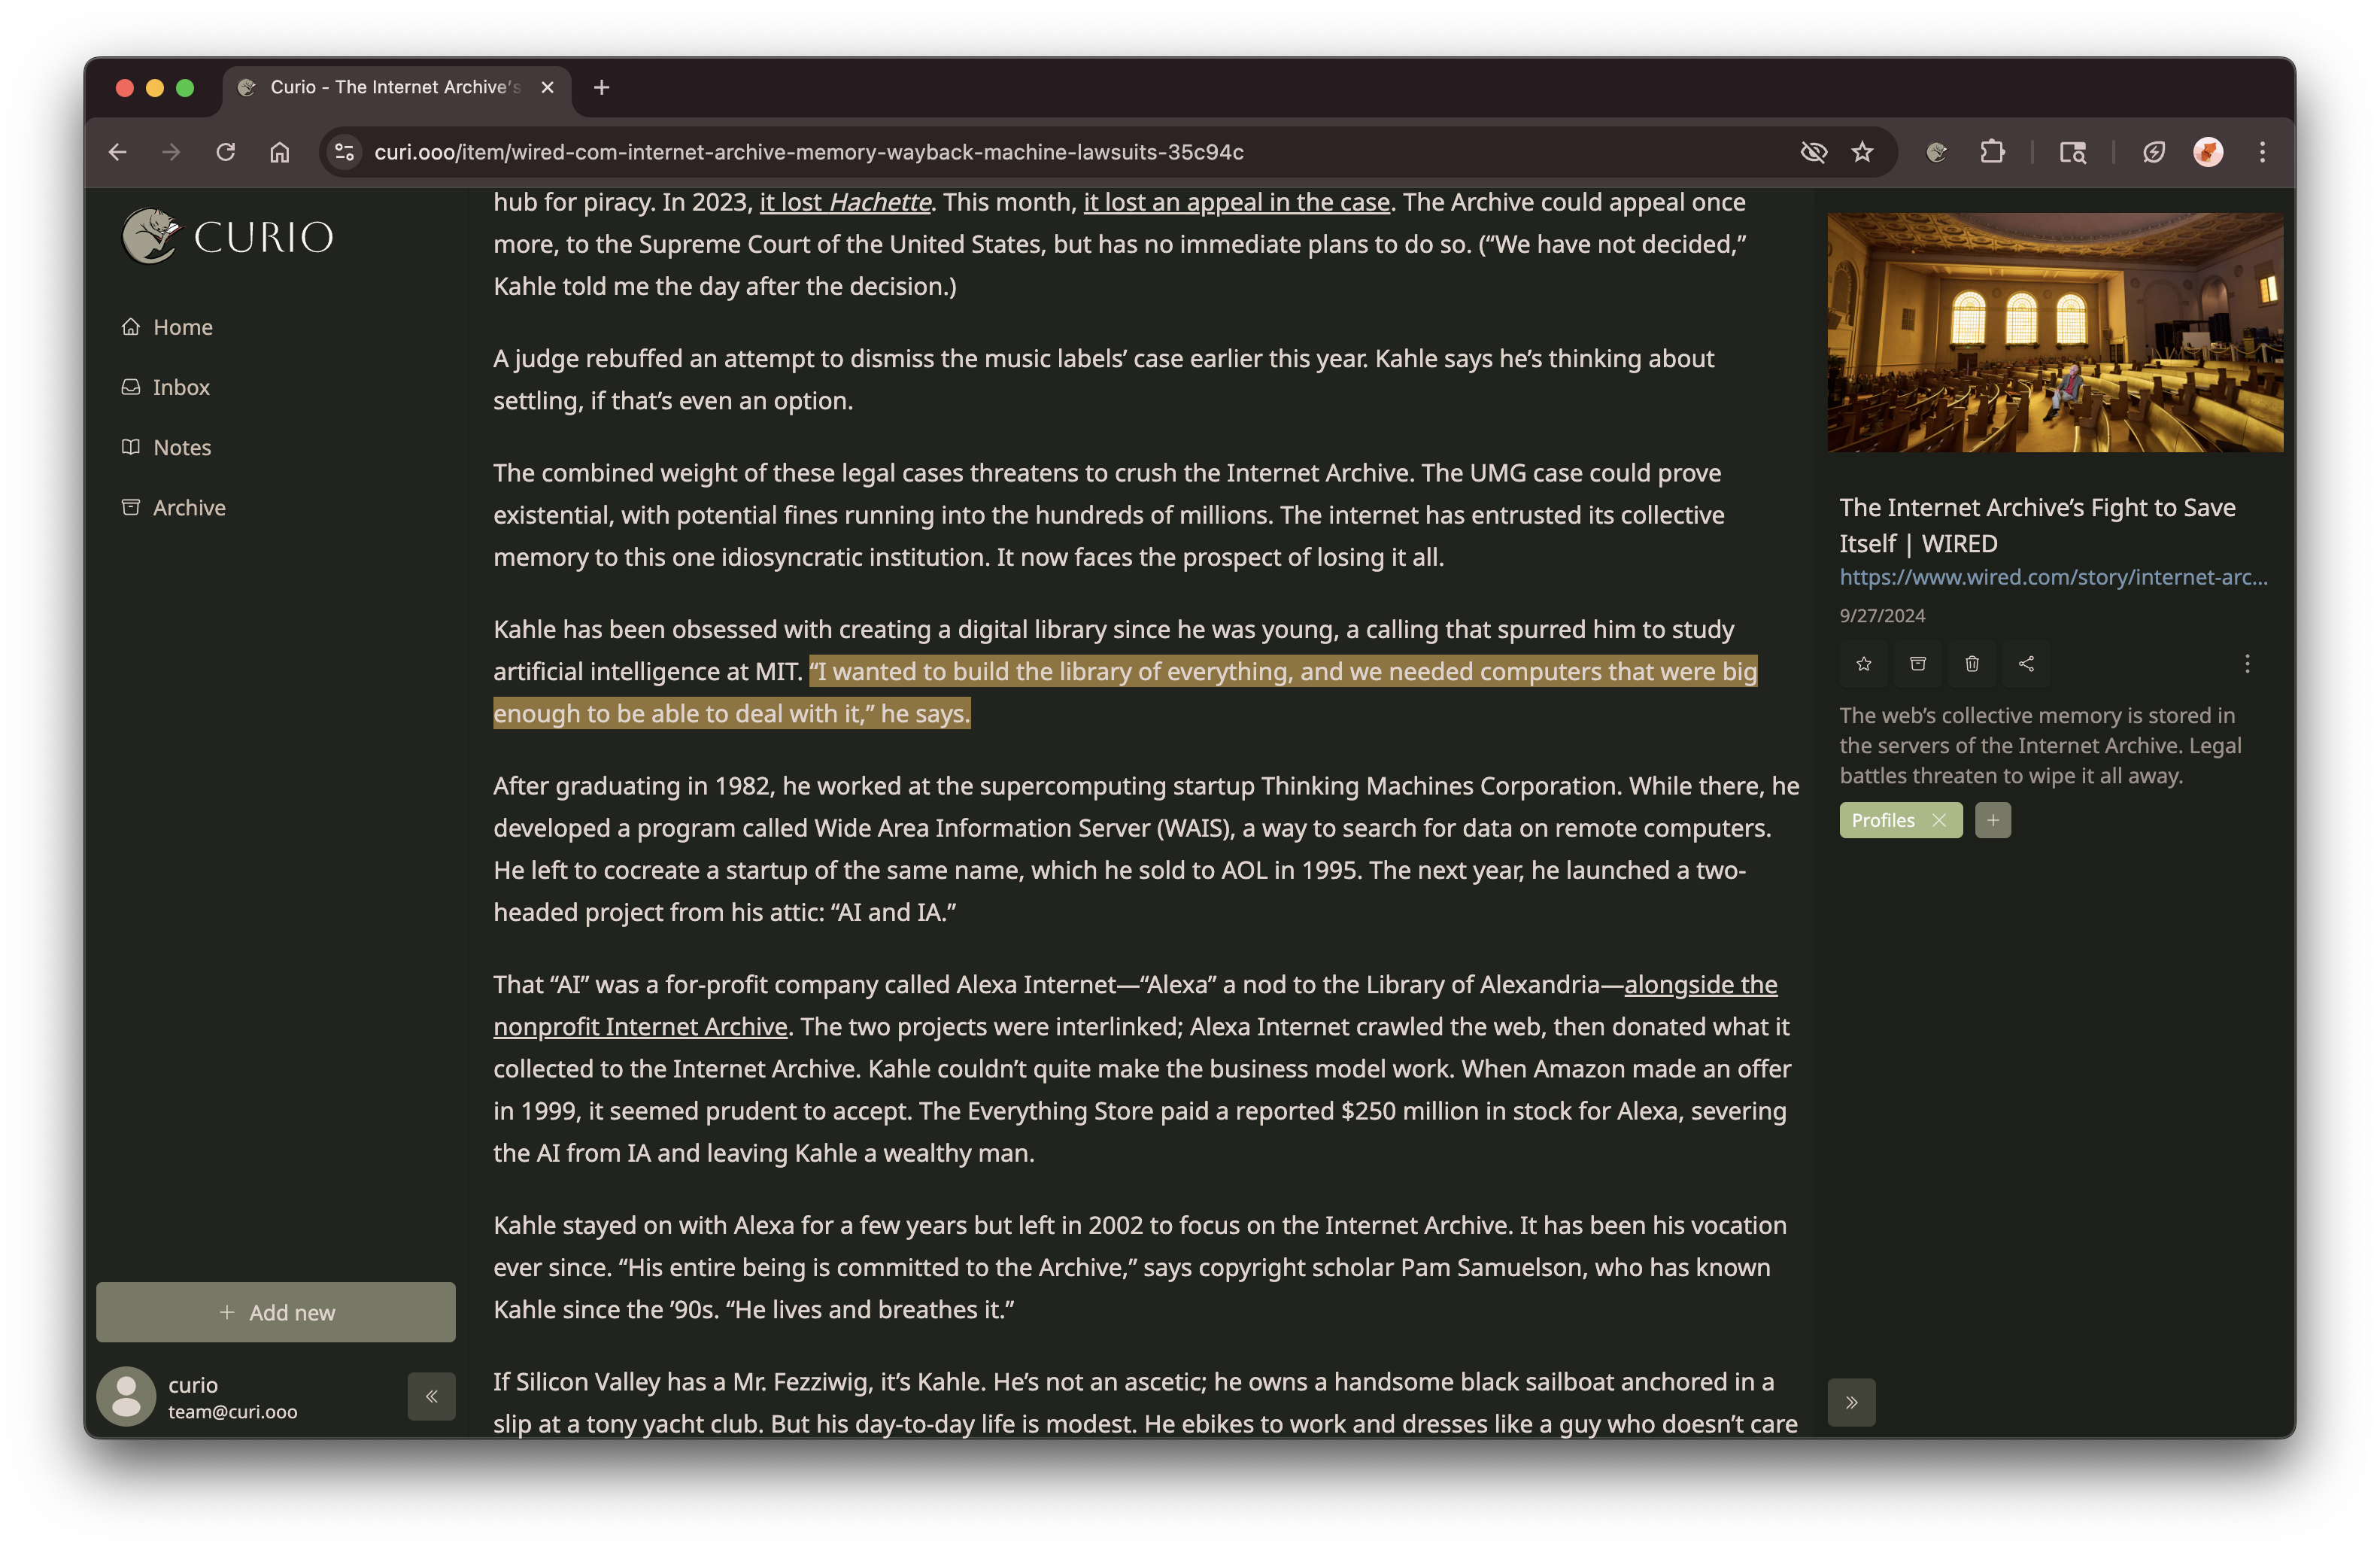 Curio - The Internet Archive's
curi.ooo/item/wired-com-internet-archive-memory-wayback-machine-lawsuits-35c94c
CURIO
Home
Inbox
Notes
Archive
+ Add new
curio
team@curi.ooo
hub for piracy. In 2023, it lost Hachette. This month, it lost an appeal in the case. The Archive could appeal once
more, to the Supreme Court of the United States, but has no immediate plans to do so. (“We have not decided,”
Kahle told me the day after the decision.)
A judge rebuffed an attempt to dismiss the music labels’ case earlier this year. Kahle says he’s thinking about
settling, if that’s even an option.
The combined weight of these legal cases threatens to crush the Internet Archive. The UMG case could prove
existential, with potential fines running into the hundreds of millions. The internet has entrusted its collective
memory to this one idiosyncratic institution. It now faces the prospect of losing it all.
Kahle has been obsessed with creating a digital library since he was young, a calling that spurred him to study
artificial intelligence at MIT. “I wanted to build the library of everything, and we needed computers that were big
enough to be able to deal with it,” he says.
After graduating in 1982, he worked at the supercomputing startup Thinking Machines Corporation. While there, he
developed a program called Wide Area Information Server (WAIS), a way to search for data on remote computers.
He left to cocreate a startup of the same name, which he sold to AOL in 1995. The next year, he launched a two-
headed project from his attic: “AI and IA.”
That “AI” was a for-profit company called Alexa Internet—“Alexa” a nod to the Library of Alexandria—alongside the
nonprofit Internet Archive. The two projects were interlinked; Alexa Internet crawled the web, then donated what it
collected to the Internet Archive. Kahle couldn’t quite make the business model work. When Amazon made an offer
in 1999, it seemed prudent to accept. The Everything Store paid a reported $250 million in stock for Alexa, severing
the AI from IA and leaving Kahle a wealthy man.
Kahle stayed on with Alexa for a few years but left in 2002 to focus on the Internet Archive. It has been his vocation
ever since. “His entire being is committed to the Archive,” says copyright scholar Pam Samuelson, who has known
Kahle since the ’90s. “He lives and breathes it.”
If Silicon Valley has a Mr. Fezziwig, it’s Kahle. He’s not an ascetic; he owns a handsome black sailboat anchored in a
slip at a tony yacht club. But his day-to-day life is modest. He ebikes to work and dresses like a guy who doesn’t care
The Internet Archive’s Fight to Save
Itself | WIRED
https://www.wired.com/story/internet-arc...
9/27/2024
The web’s collective memory is stored in
the servers of the Internet Archive. Legal
battles threaten to wipe it all away.
Profiles